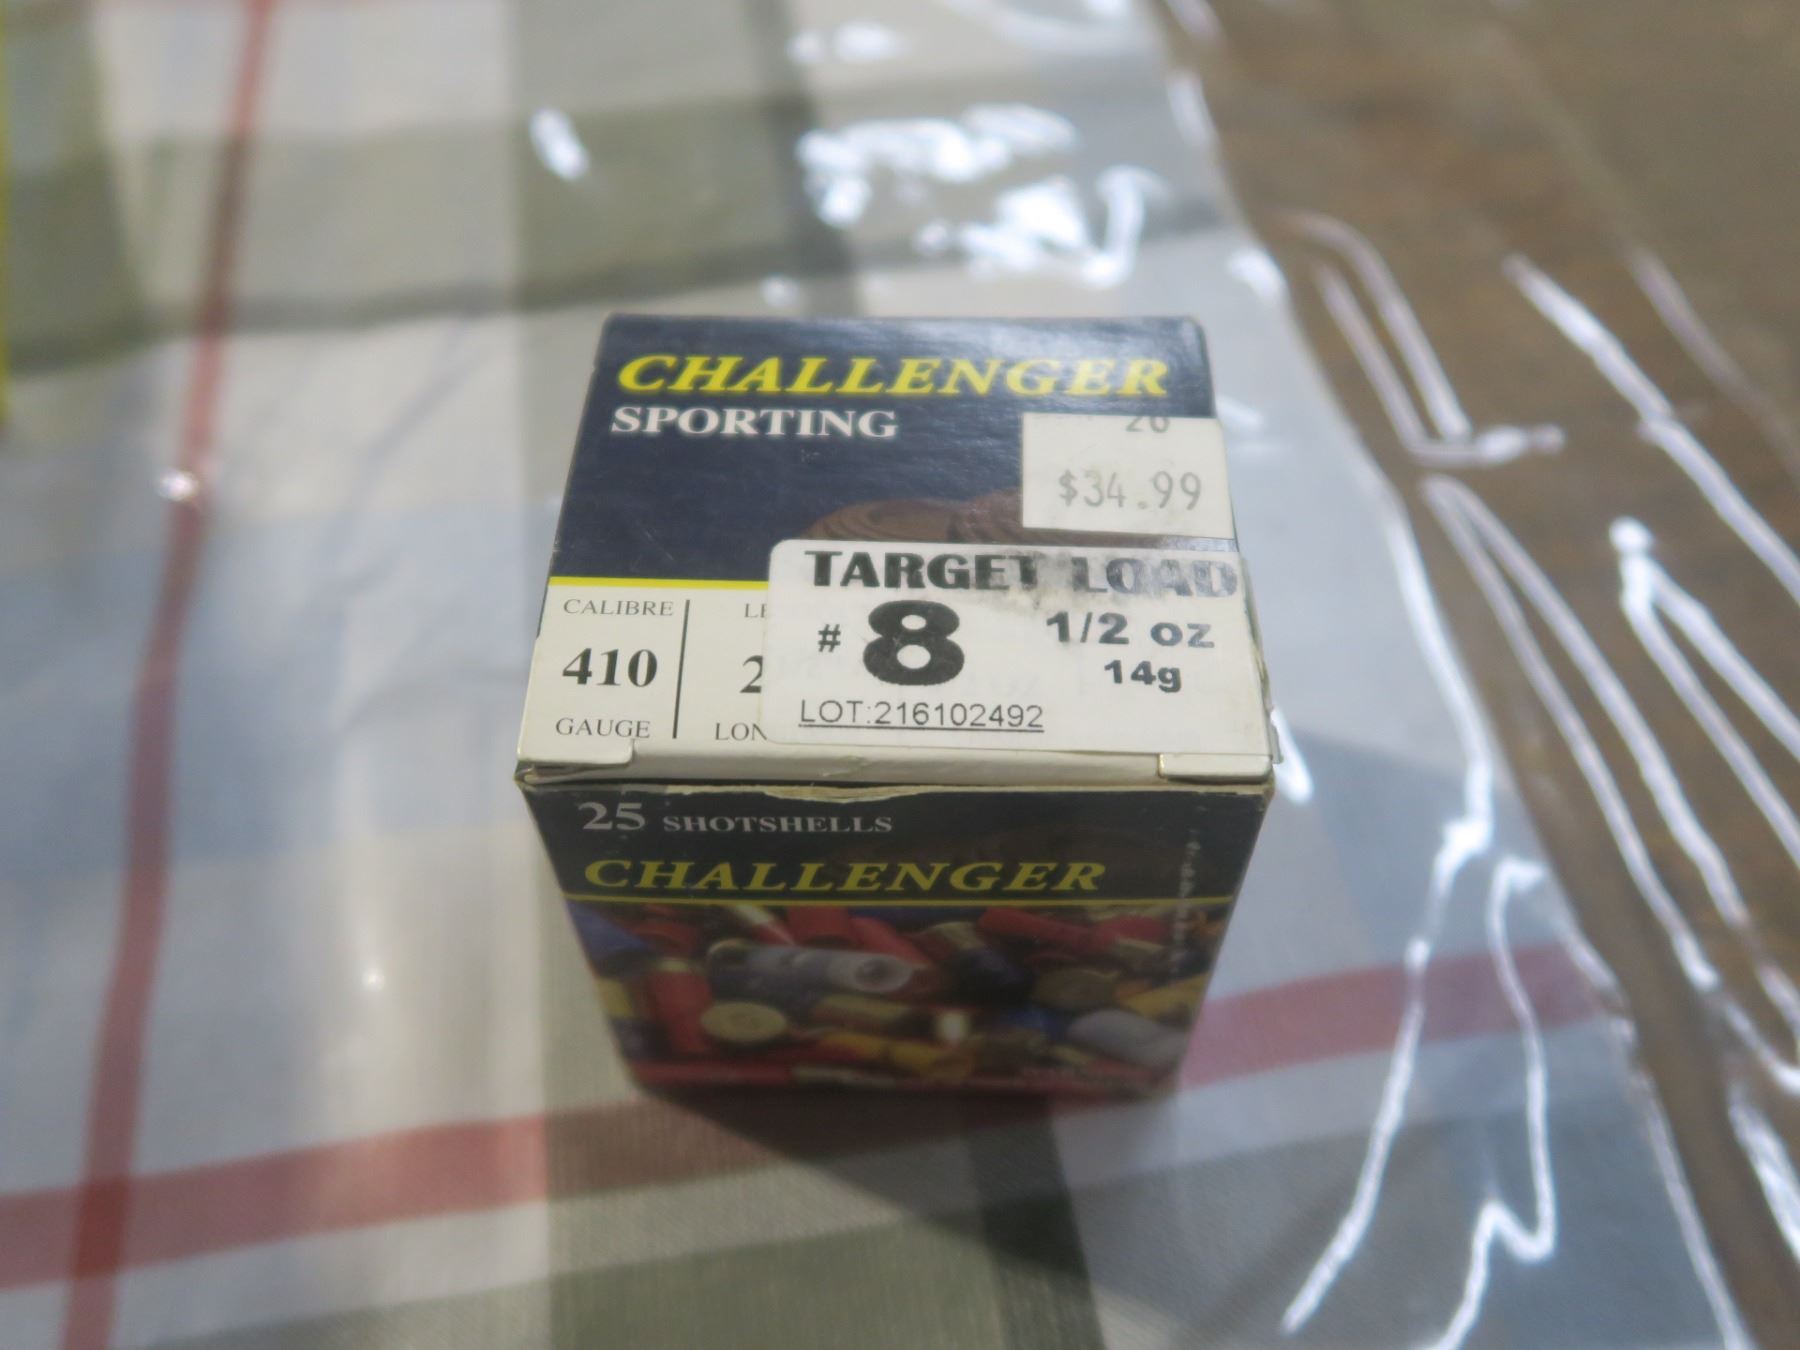 CHALLENGER
SPORTING
$34.99
TARGET LOAD
# 8 1/2 oz
14g
LOT:216102492
CALIBRE
410
GAUGE
25 SHOTSHELLS
CHALLENGER